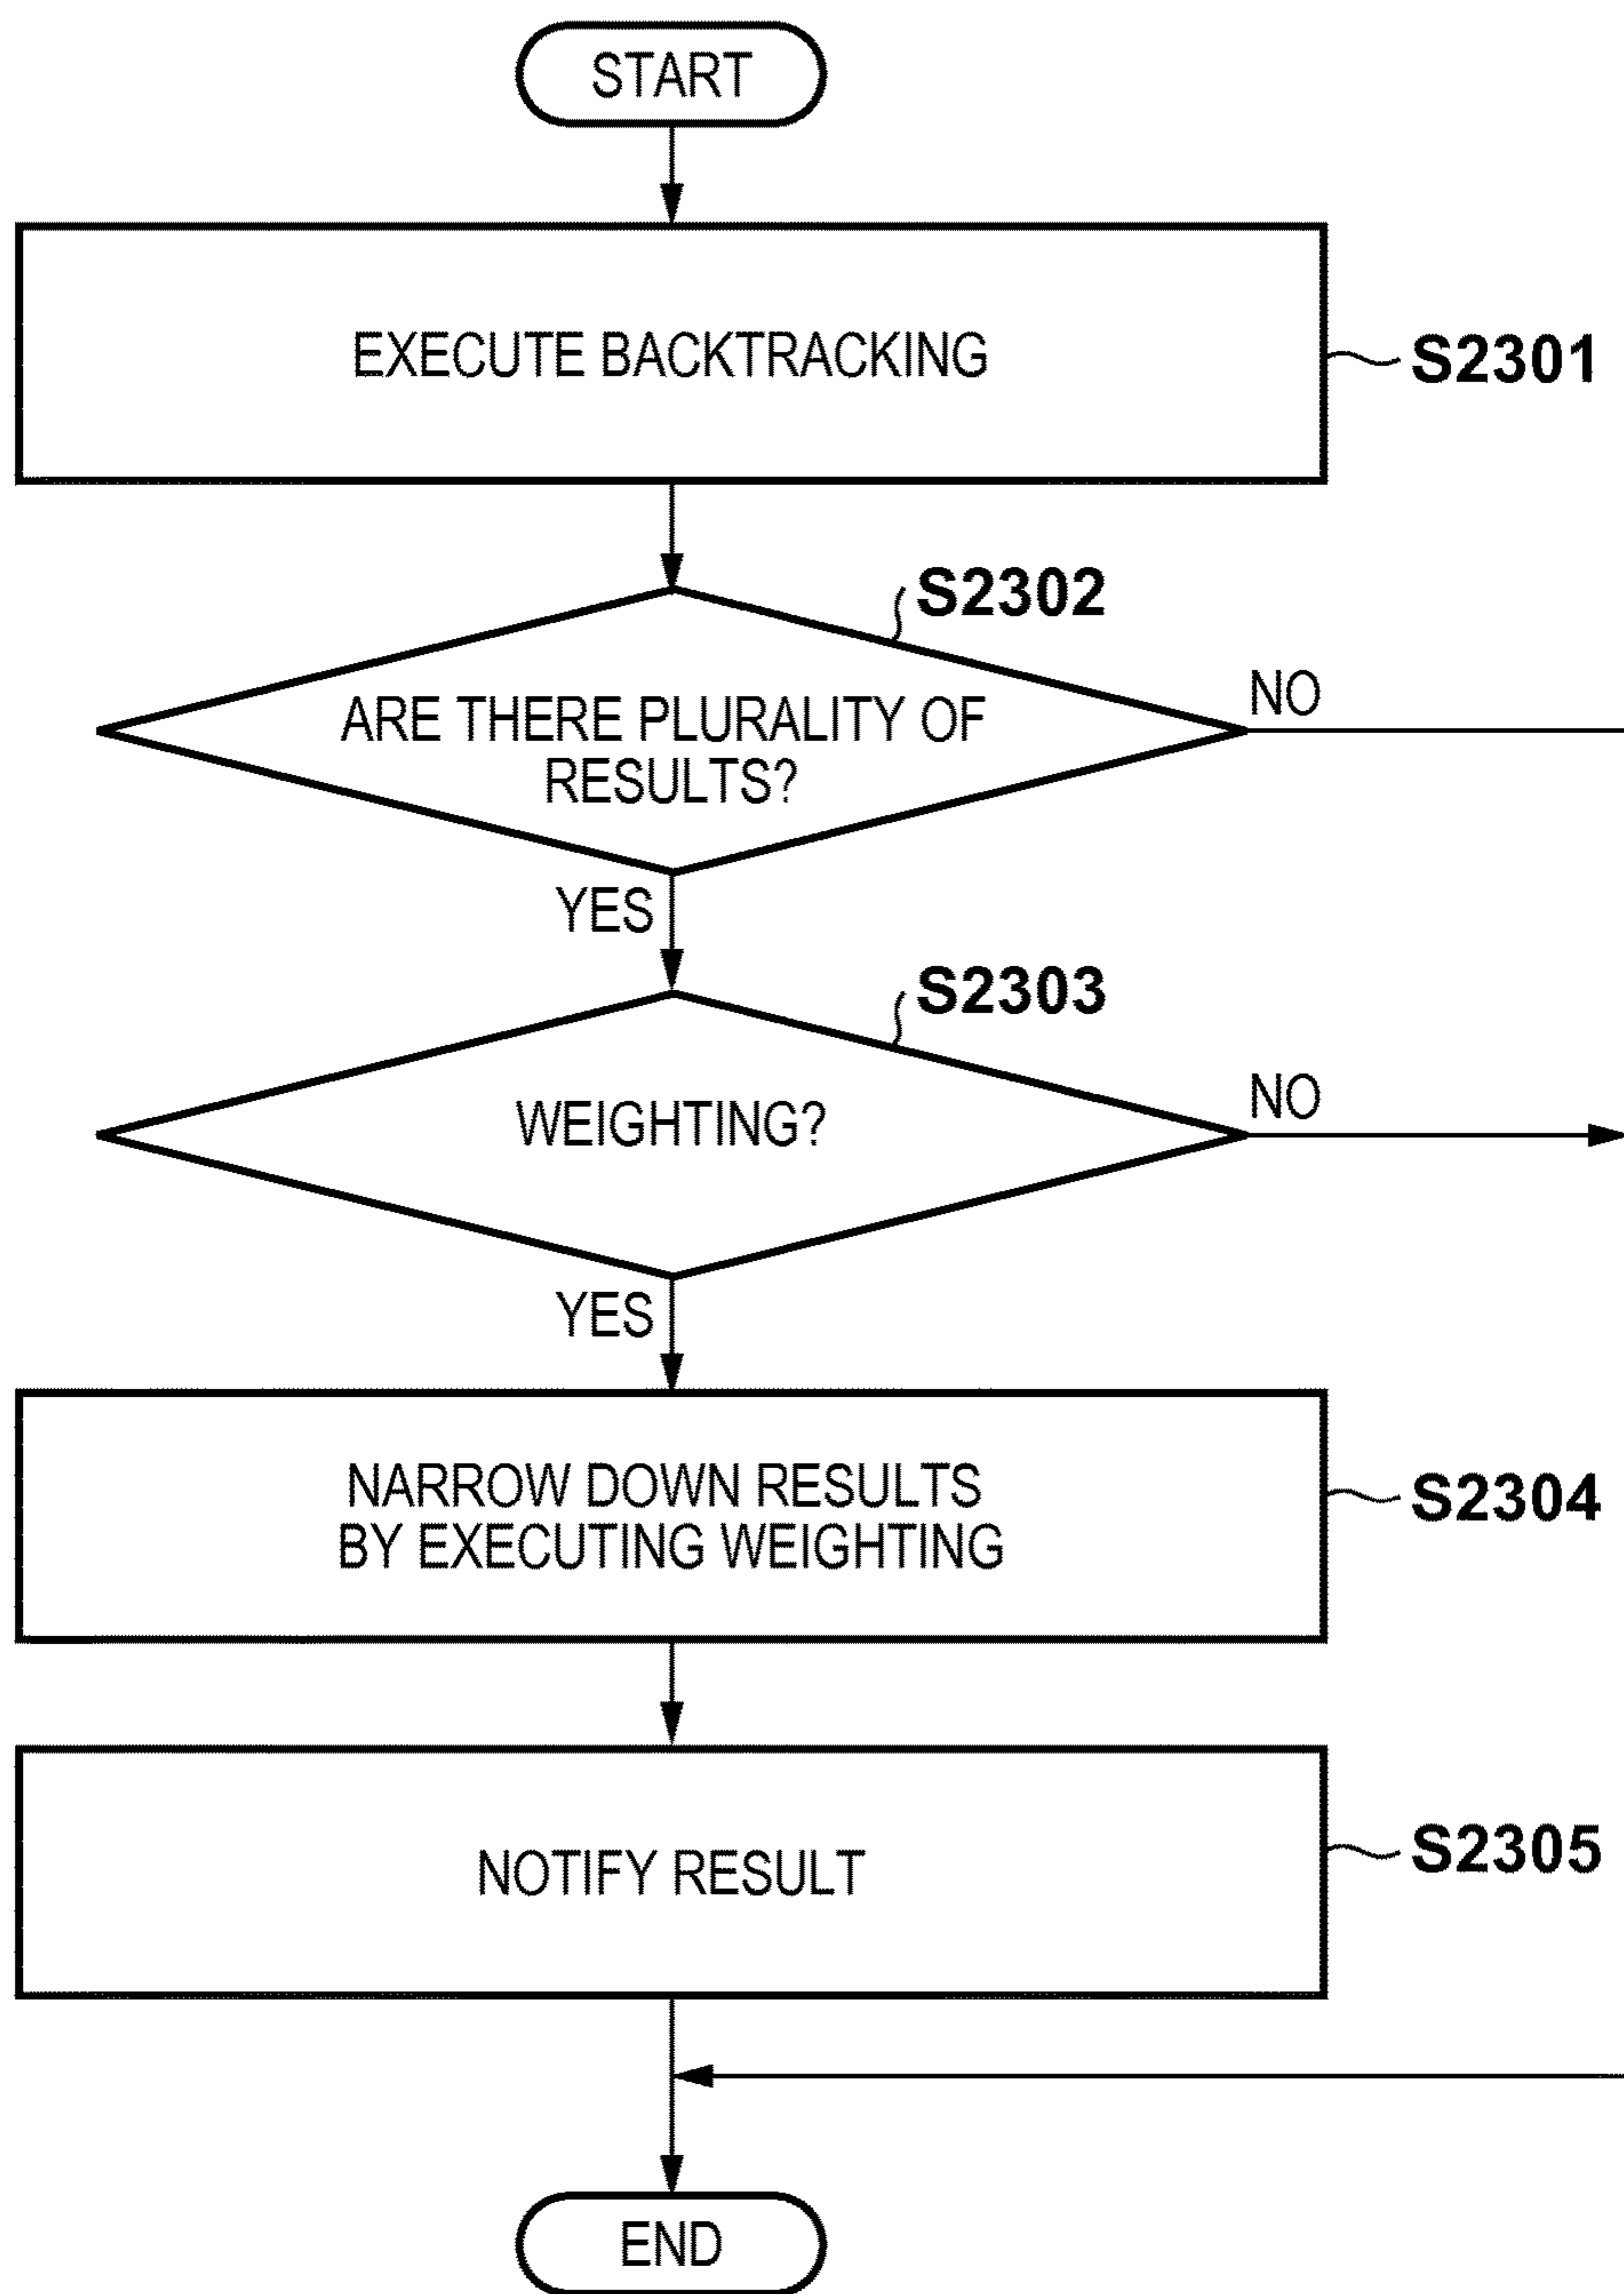 START
EXECUTE BACKTRACKING
S2301
S2302
ARE THERE PLURALITY OF
RESULTS?
NO
YES
S2303
WEIGHTING?
NO
YES
NARROW DOWN RESULTS
BY EXECUTING WEIGHTING
S2304
NOTIFY RESULT
S2305
END